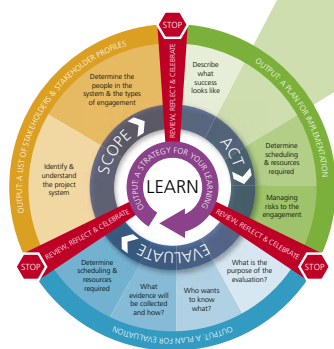 STOP
REVIEW, REFLECT & CELEBRATE
OUTPUT: A LIST OF STAKEHOLDERS & STAKEHOLDER PROFILES
Determine the
people in the
system & the types
of engagement
Identify &
understand
the project
system
SCOPE
Describe
what
success
looks like
OUTPUT: A PLAN FOR IMPLEMENTATION
ACT
Determine
scheduling
& resources
required
Managing
risks to the
engagement
OUTPUT: A STRATEGY FOR YOUR LEARNING
LEARN
REVIEW, REFLECT & CELEBRATE
STOP
REVIEW, REFLECT & CELEBRATE
STOP
EVALUATE
Determine
scheduling &
resources
required
What
evidence will
be collected
and how?
Who wants
to know
what?
What is the
purpose of the
evaluation?
OUTPUT: A PLAN FOR EVALUATION